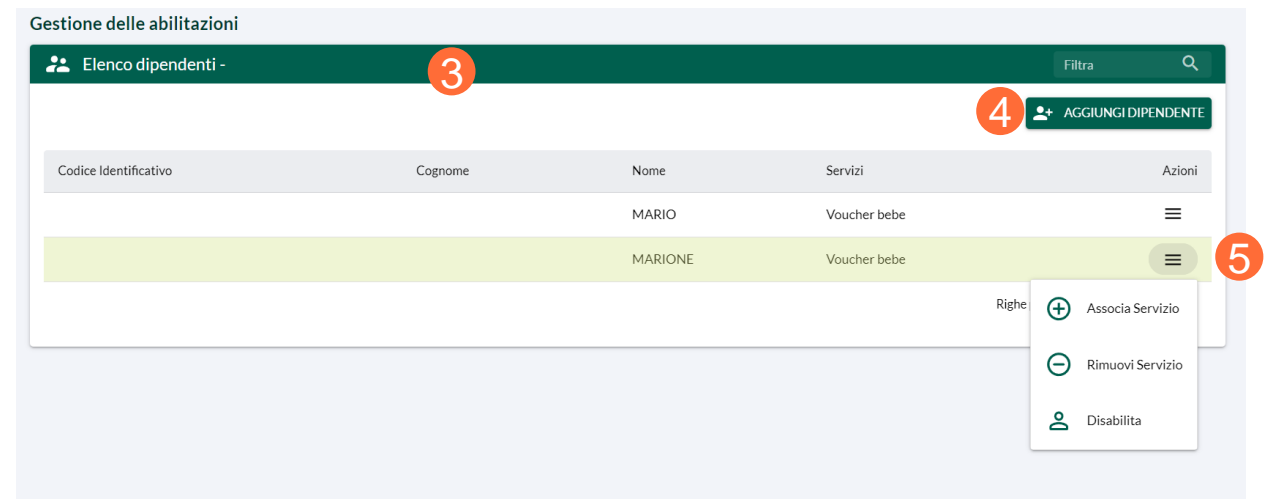 Gestione delle abilitazioni
Elenco dipendenti -
3
Filtra
4
AGGIUNGI DIPENDENTE
Codice Identificativo Cognome Nome Servizi Azioni
MARIO Voucher bebe
MARIONE Voucher bebe
5
Righe
Associa Servizio
Rimuovi Servizio
Disabilita